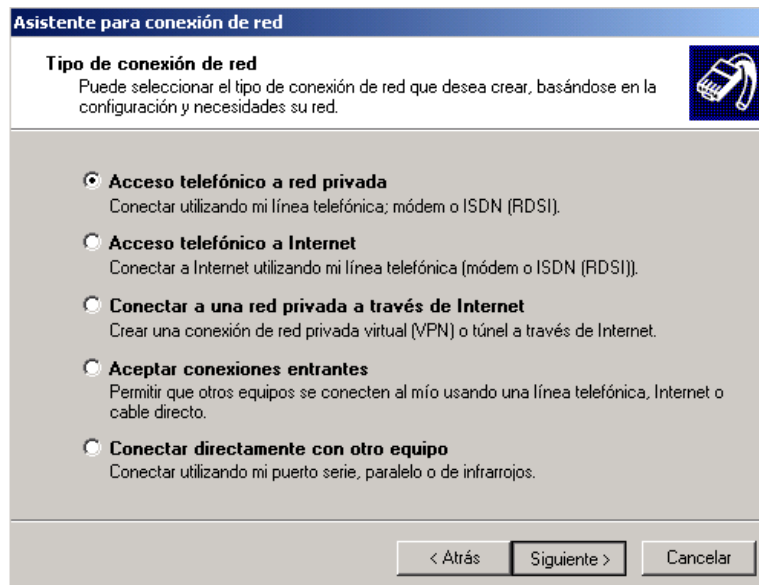 Asistente para conexión de red
Tipo de conexión de red
Puede seleccionar el tipo de conexión de red que desea crear, basándose en la
configuración y necesidades su red.
Acceso telefónico a red privada
Conectar utilizando mi línea telefónica; módem o ISDN (RDSI).
Acceso telefónico a Internet
Conectar a Internet utilizando mi línea telefónica (módem o ISDN (RDSI)).
Conectar a una red privada a través de Internet
Crear una conexión de red privada virtual (VPN) o túnel a través de Internet.
Aceptar conexiones entrantes
Permitir que otros equipos se conecten al mío usando una línea telefónica, Internet o
cable directo.
Conectar directamente con otro equipo
Conectar utilizando mi puerto serie, paralelo o de infrarrojos.
< Atrás Siguiente > Cancelar